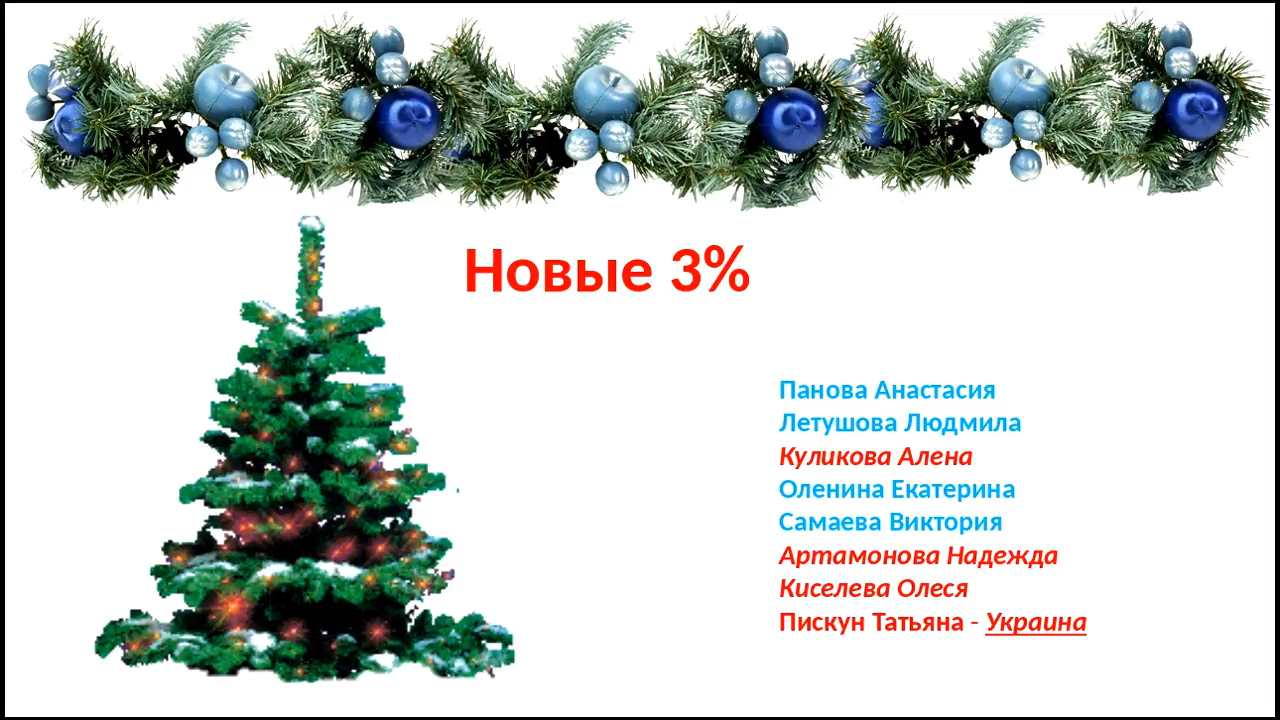 Новые 3%
Панова Анастасия
Летушова Людмила
Куликова Алена
Оленина Екатерина
Самаева Виктория
Артамонова Надежда
Киселева Олеся
Пискун Татьяна - Украина